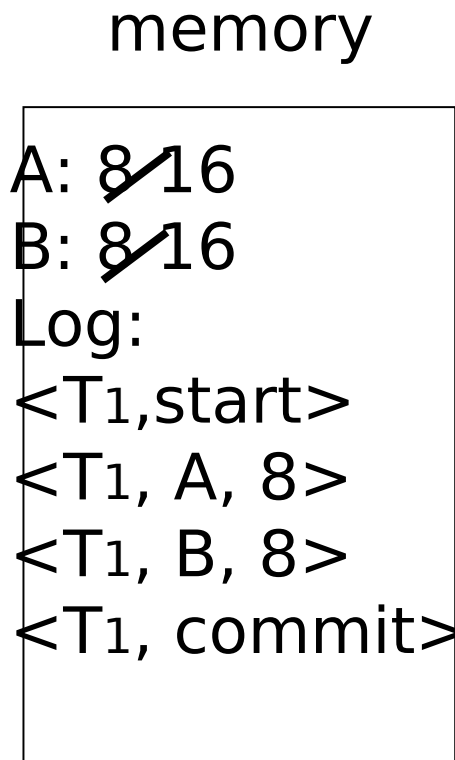 memory
A: 8 16
B: 8 16
Log:
<T1,start>
<T1, A, 8>
<T1, B, 8>
<T1, commit>